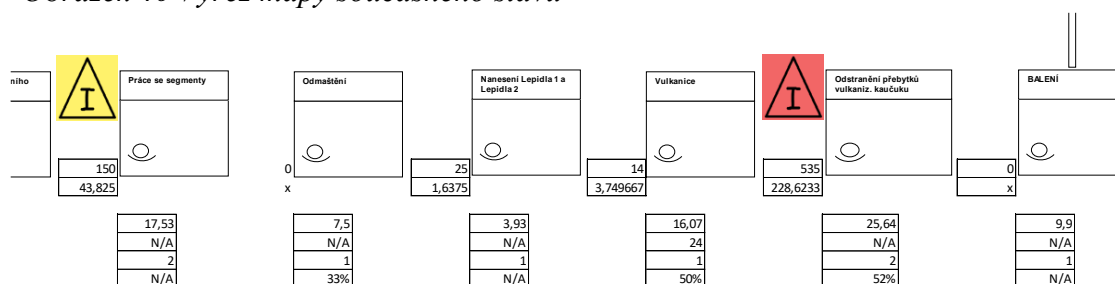 Obrázek
mapy současného stavu
ního
I
Práce se segmenty
Odmaštění
Nanesení Lepidla 1 a
Lepidla 2
Vulkanice
I
Odstranění přebytků
vulkaniz. kaučuku
BALENÍ
150 0 25 14 535 0
43,825 x 1,6375 3,749667 228,6233 x
17,53 7,5 3,93 16,07 25,64 9,9
N/A N/A N/A 24 N/A N/A
2 1 1 1 2 1
N/A 33% N/A 50% 52% N/A